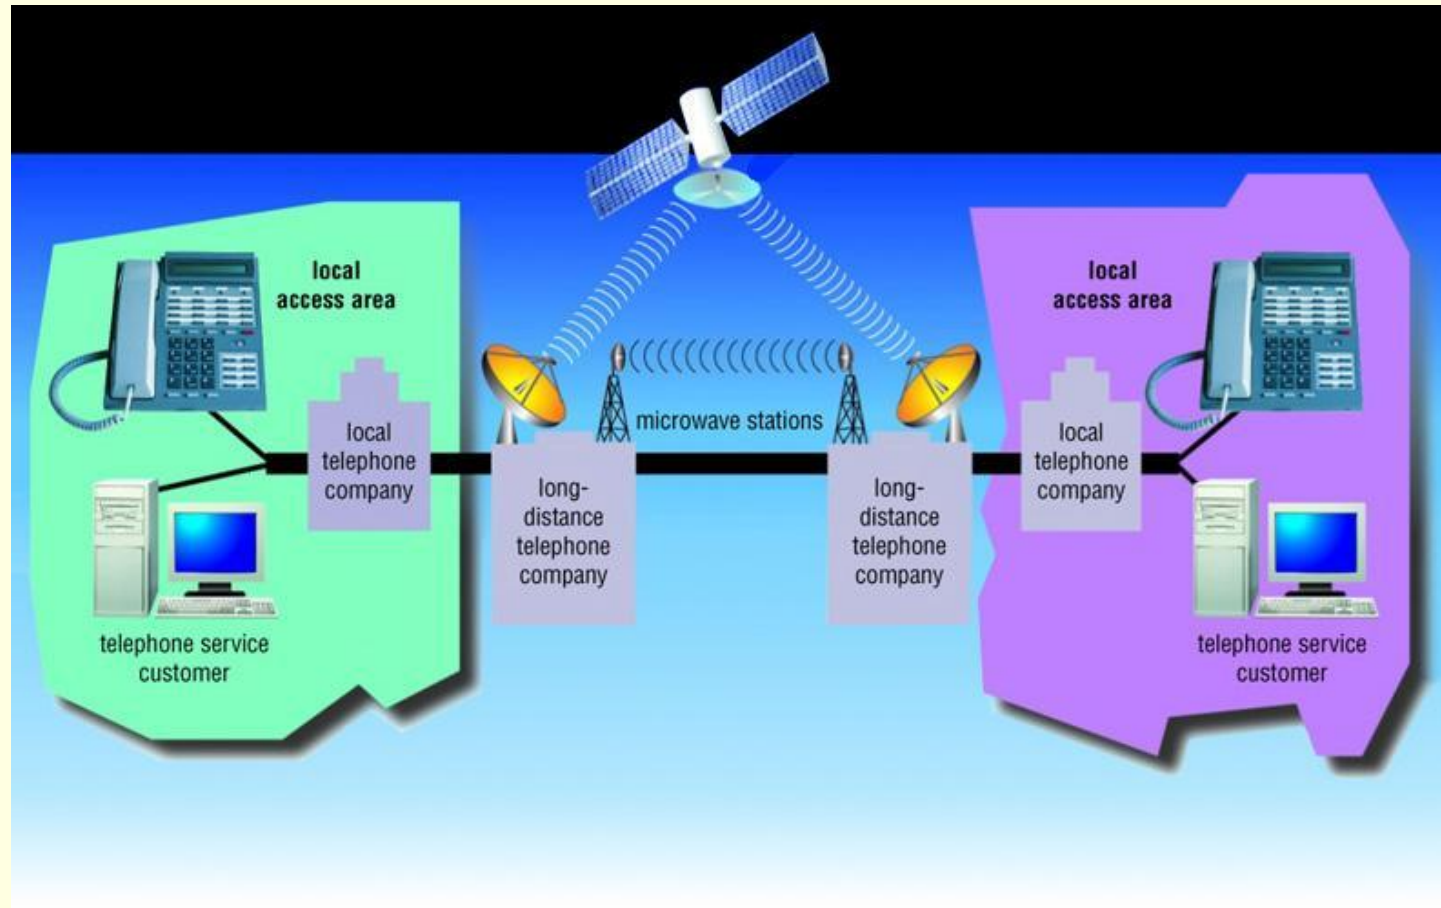 local
access area
local
telephone
company
telephone service
customer
long-
distance
telephone
company
microwave stations
long-
distance
telephone
company
local
access area
local
telephone
company
telephone service
customer